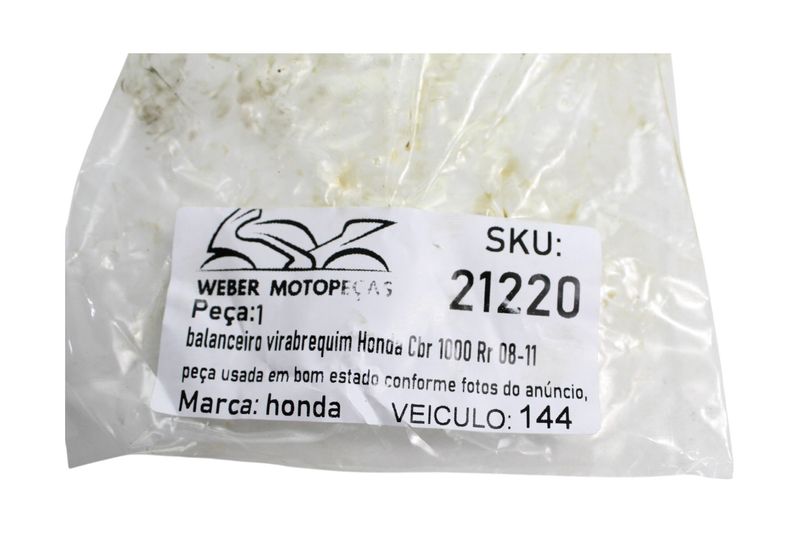 WEBER MOTOPEÇAS
SKU:
21220
Peça:1
balanceiro virabrequim Honda Cbr 1000 Rr 08-11
peça usada em bom estado conforme fotos do anúncio,
Marca: honda
VEICULO: 144